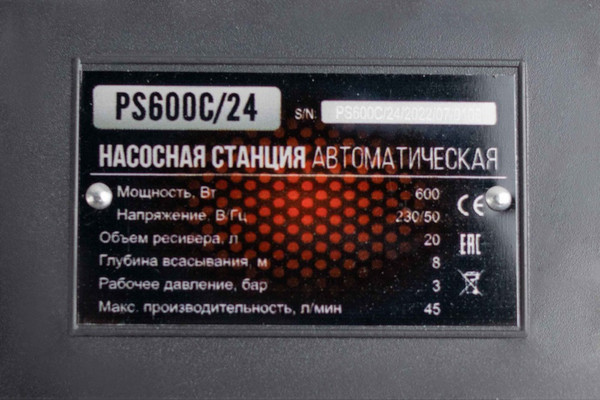 PS600C/24
S/N:
НАСОСНАЯ СТАНЦИЯ АВТОМАТИЧЕСКАЯ
Мощность, Вт 600
Напряжение, В/Гц 230/50
Объем ресивера, л 20
Глубина всасывания, м 8
Рабочее давление, бар 3
Макс. производительность, л/мин 45
CE
EAC